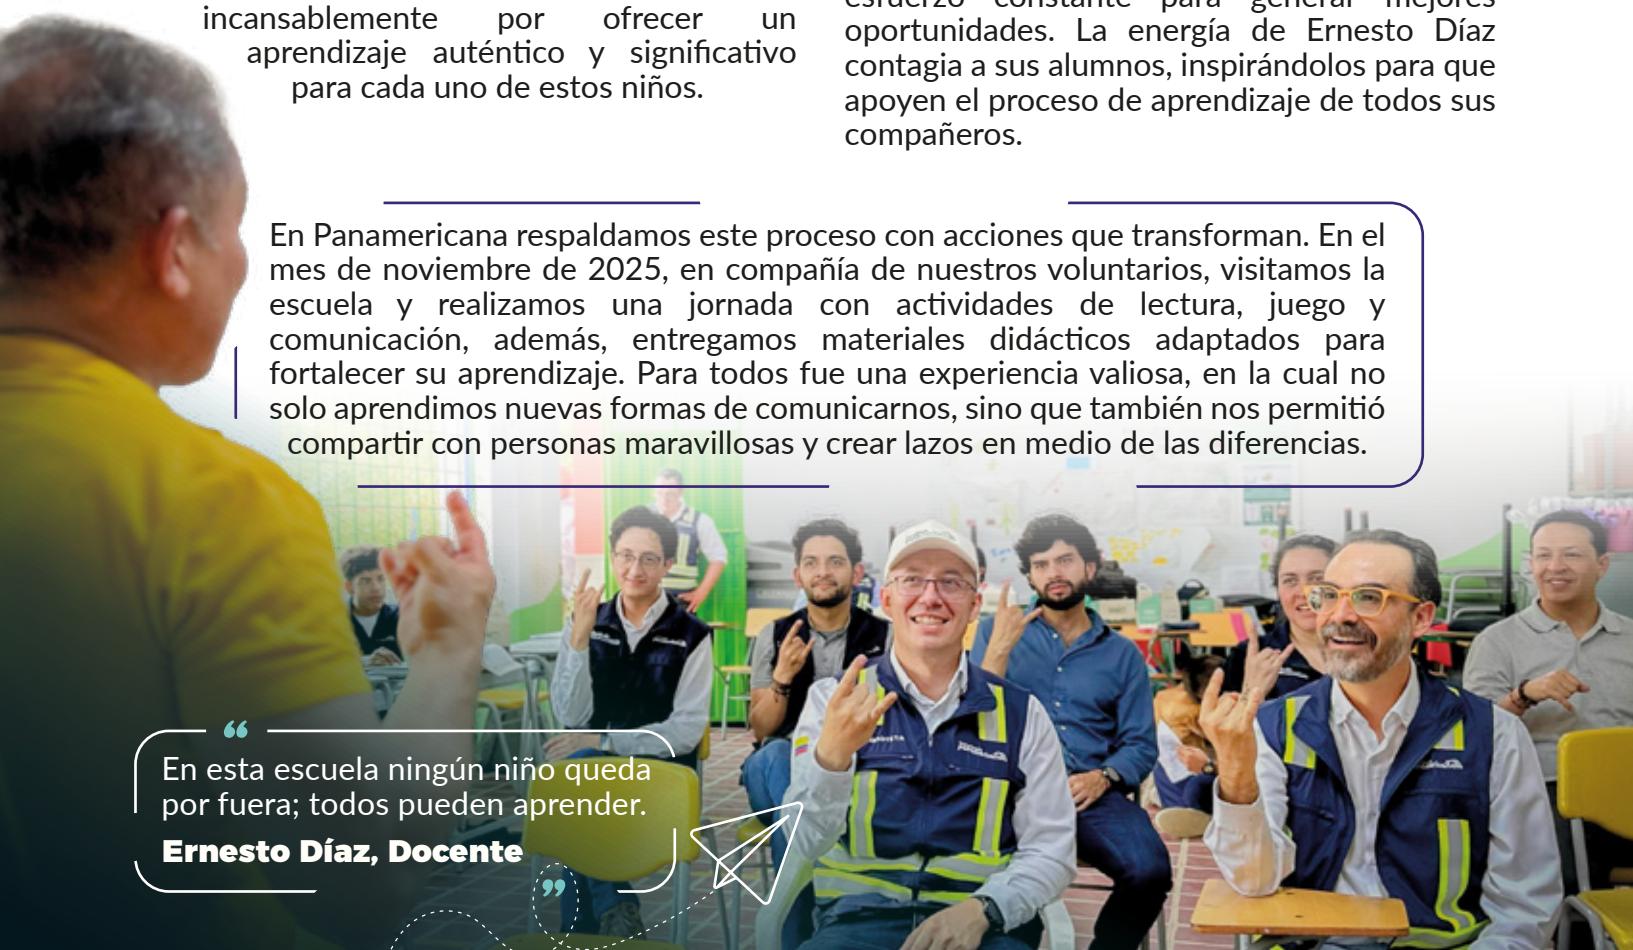 incansablemente por ofrecer un
aprendizaje auténtico y significativo
para cada uno de estos niños.
esfuerzo constante para general mejores
oportunidades. La energía de Ernesto Díaz
contagia a sus alumnos, inspirándolos para que
apoyen el proceso de aprendizaje de todos sus
compañeros.
En Panamericana respaldamos este proceso con acciones que transforman. En el
mes de noviembre de 2025, en compañía de nuestros voluntarios, visitamos la
escuela y realizamos una jornada con actividades de lectura, juego y
comunicación, además, entregamos materiales didácticos adaptados para
fortalecer su aprendizaje. Para todos fue una experiencia valiosa, en la cual no
solo aprendimos nuevas formas de comunicarnos, sino que también nos permitió
compartir con personas maravillosas y crear lazos en medio de las diferencias.
“
En esta escuela ningún niño queda
por fuera; todos pueden aprender.
Ernesto Díaz, Docente
”